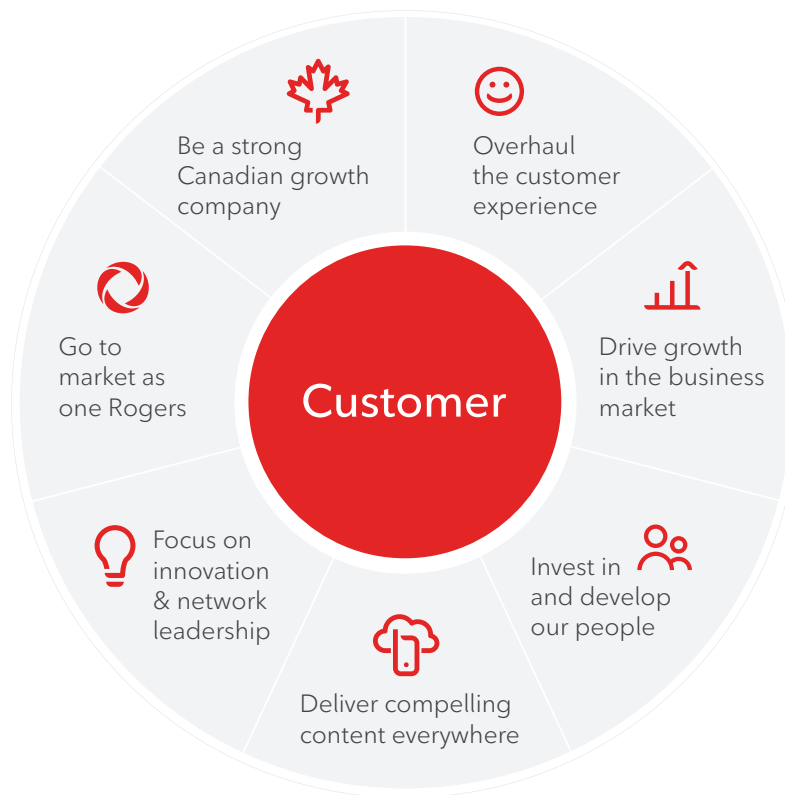 Be a strong
Canadian growth
company
Overhaul
the customer
experience
Go to
market as
one Rogers
Customer
Drive growth
in the business
market
Focus on
innovation
& network
leadership
Invest in
and develop
our people
Deliver compelling
content everywhere